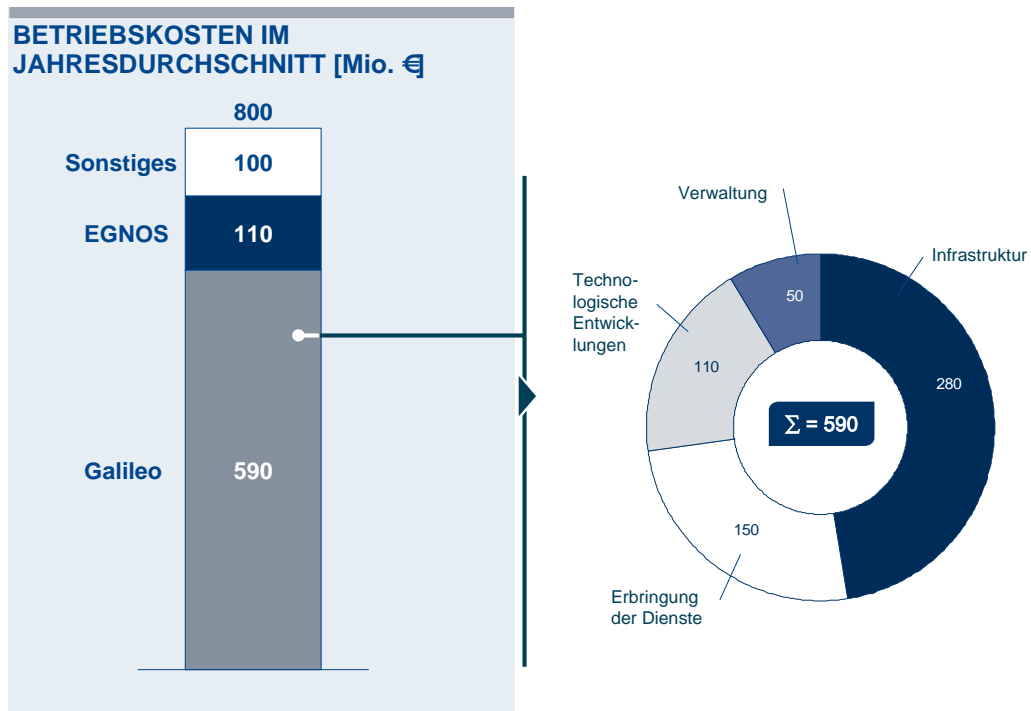 BETRIEBSKOSTEN IM
JAHRESDURCHSCHNITT [Mio. €]
800
Sonstiges 100
EGNOS 110
Galileo 590
Verwaltung
Infrastruktur
Techno-
logische
Entwick-
lungen
50
110
280
Σ = 590
150
Erbringung
der Dienste